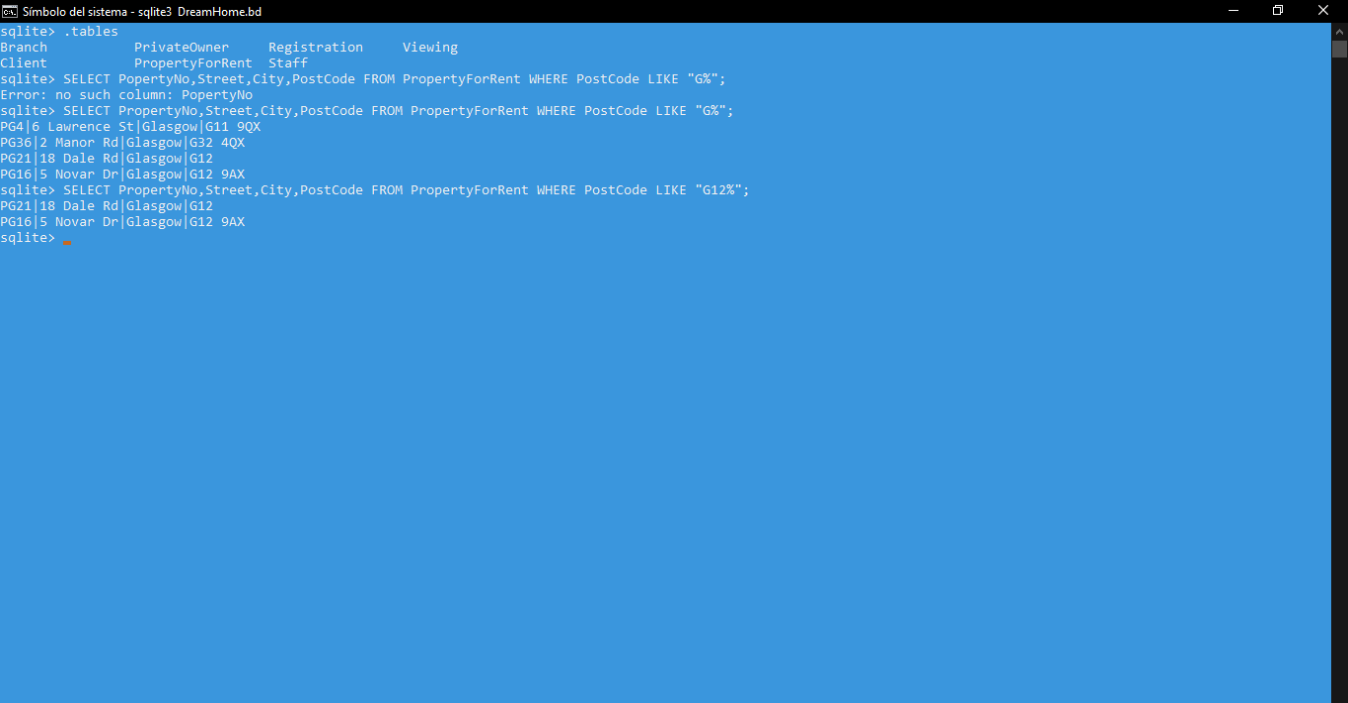 Símbolo del sistema - sqlite3 DreamHome.bd
sqlite> .tables
Branch PrivateOwner Registration Viewing
Client PropertyForRent Staff
sqlite> SELECT PopertyNo,Street,City,PostCode FROM PropertyForRent WHERE PostCode LIKE "G%";
Error: no such column: PopertyNo
sqlite> SELECT PropertyNo,Street,City,PostCode FROM PropertyForRent WHERE PostCode LIKE "G%";
PG4|6 Lawrence St|Glasgow|G11 9QX
PG36|2 Manor Rd|Glasgow|G32 4QX
PG21|18 Dale Rd|Glasgow|G12
PG16|5 Novar Dr|Glasgow|G12 9AX
sqlite> SELECT PropertyNo,Street,City,PostCode FROM PropertyForRent WHERE PostCode LIKE "G12%";
PG21|18 Dale Rd|Glasgow|G12
PG16|5 Novar Dr|Glasgow|G12 9AX
sqlite>